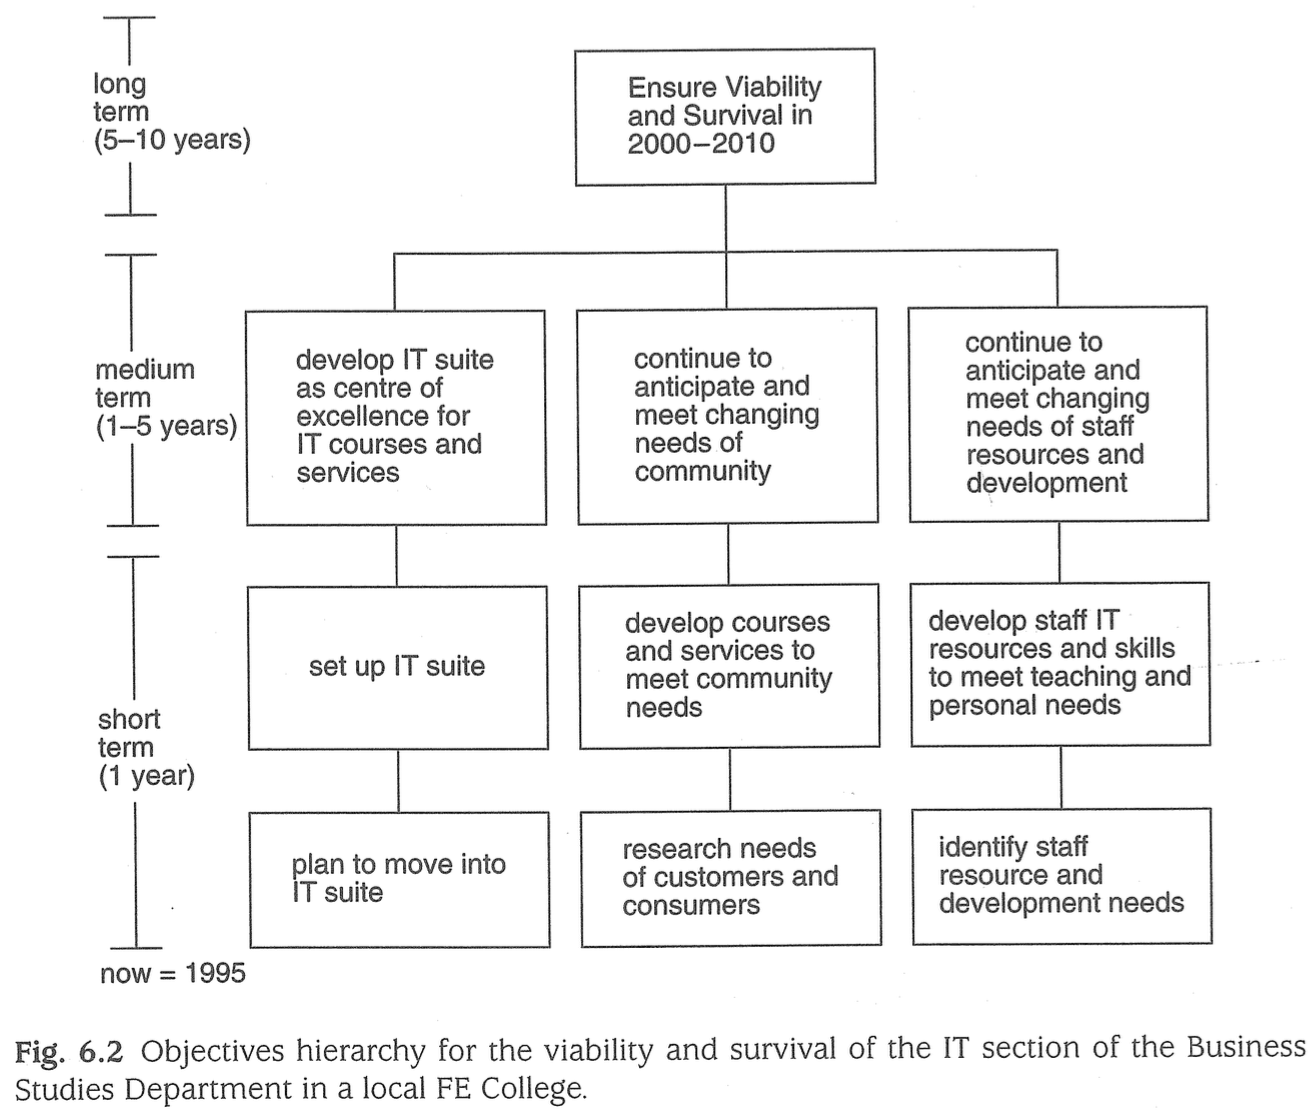 long
term
(5–10 years)
Ensure Viability
and Survival in
2000–2010
medium
term
(1–5 years)
develop IT suite
as centre of
excellence for
IT courses and
services
continue to
anticipate and
meet changing
needs of
community
continue to
anticipate and
meet changing
needs of staff
resources and
development
short
term
(1 year)
set up IT suite
develop courses
and services to
meet community
needs
develop staff IT
resources and skills
to meet teaching and
personal needs
plan to move into
IT suite
research needs
of customers and
consumers
identify staff
resource and
development needs
now = 1995
Fig. 6.2 Objectives hierarchy for the viability and survival of the IT section of the Business
Studies Department in a local FE College.